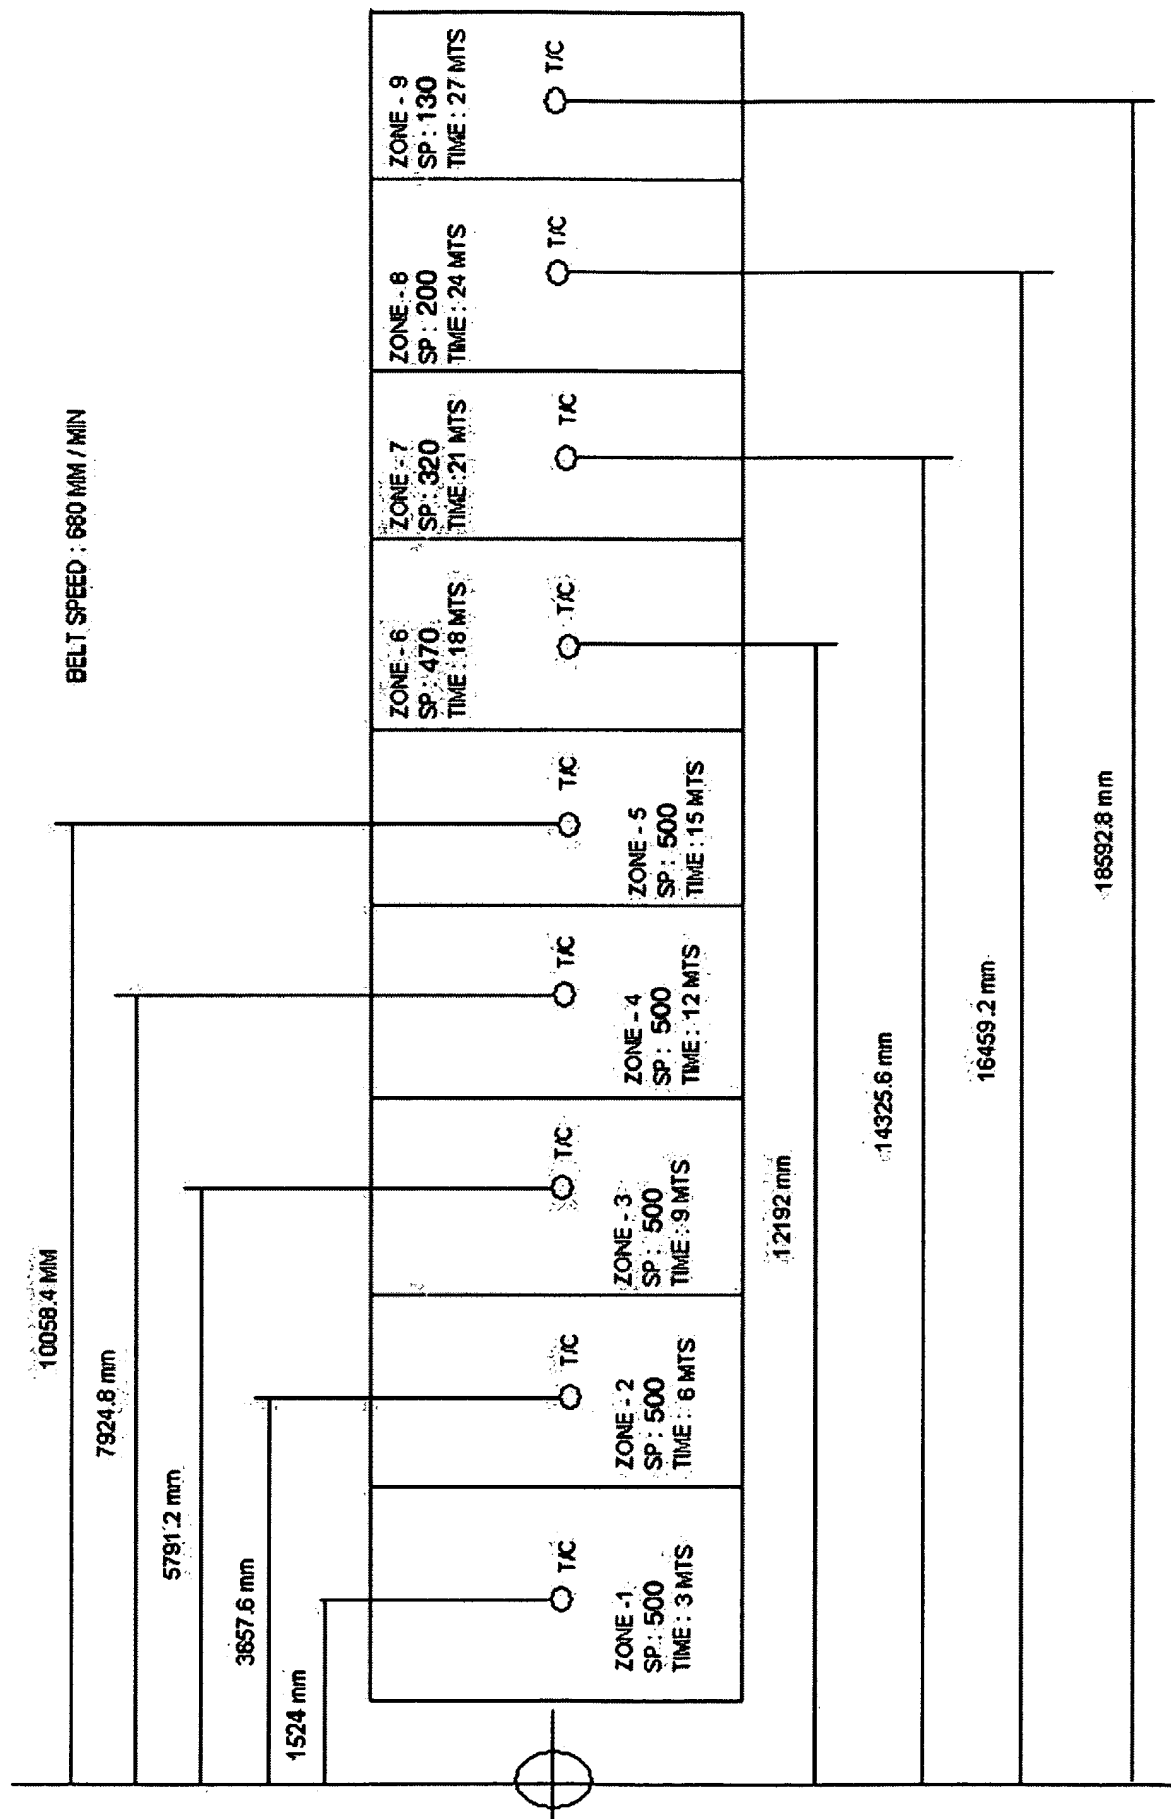 BELT SPEED : 680 MM / MIN
10058.4 MM
7924.8 mm
5791.2 mm
3657.6 mm
1524 mm
ZONE -1
SP : 500
TIME : 3 MTS
T/C
ZONE - 2
SP : 500
TIME : 6 MTS
T/C
ZONE - 3
SP : 500
TIME : 9 MTS
T/C
ZONE - 4
SP : 500
TIME : 12 MTS
T/C
ZONE - 5
SP : 500
TIME : 15 MTS
T/C
ZONE - 6
SP : 470
TIME : 18 MTS
T/C
ZONE - 7
SP : 320
TIME : 21 MTS
T/C
ZONE - 8
SP : 200
TIME : 24 MTS
T/C
ZONE - 9
SP : 130
TIME : 27 MTS
T/C
12192 mm
14325.6 mm
16459.2 mm
18592.8 mm